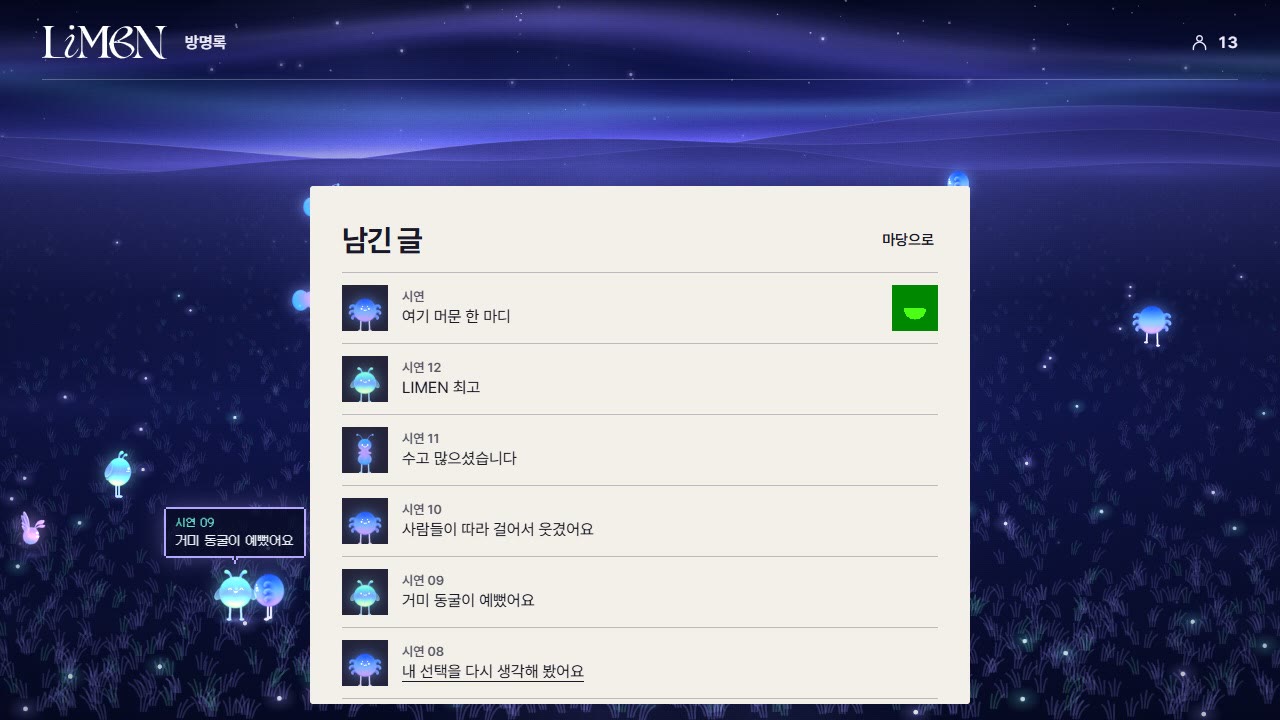 LiMEN 방명록
13
남긴 글
마당으로
시연
여기 머문 한 마디
시연 12
LIMEN 최고
시연 11
수고 많으셨습니다
시연 10
사람들이 따라 걸어서 웃겼어요
시연 09
거미 동굴이 예뻤어요
시연 08
내 선택을 다시 생각해 봤어요
시연 09
거미 동굴이 예뻤어요